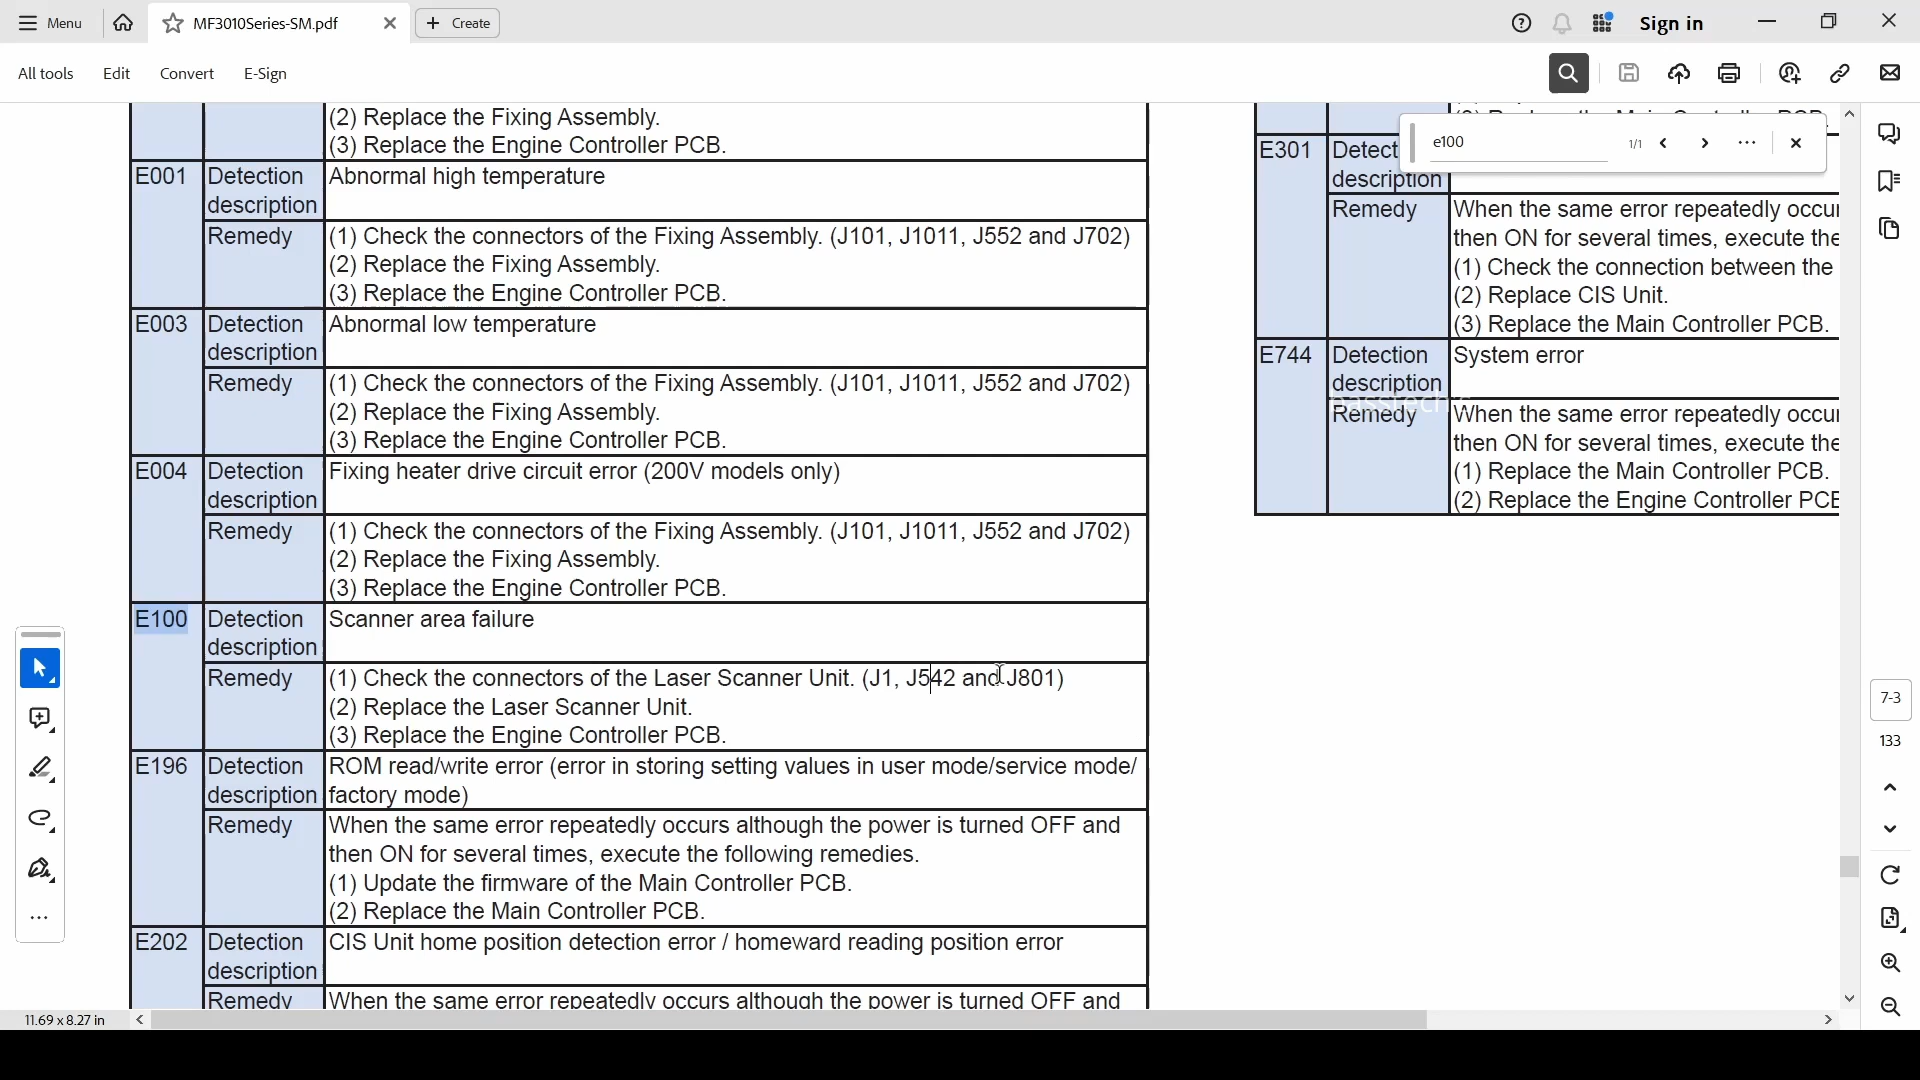 Menu
MF3010Series-SM.pdf
Create
Sign in
All tools
Edit
Convert
E-Sign
e100
1/1
(2) Replace the Fixing Assembly.
(3) Replace the Engine Controller PCB.
E001
Detection description
Abnormal high temperature
Remedy
(1) Check the connectors of the Fixing Assembly. (J101, J1011, J552 and J702)
(2) Replace the Fixing Assembly.
(3) Replace the Engine Controller PCB.
E003
Detection description
Abnormal low temperature
Remedy
(1) Check the connectors of the Fixing Assembly. (J101, J1011, J552 and J702)
(2) Replace the Fixing Assembly.
(3) Replace the Engine Controller PCB.
E004
Detection description
Fixing heater drive circuit error (200V models only)
Remedy
(1) Check the connectors of the Fixing Assembly. (J101, J1011, J552 and J702)
(2) Replace the Fixing Assembly.
(3) Replace the Engine Controller PCB.
E100
Detection description
Scanner area failure
Remedy
(1) Check the connectors of the Laser Scanner Unit. (J1, J542 and J801)
(2) Replace the Laser Scanner Unit.
(3) Replace the Engine Controller PCB.
E196
Detection description
ROM read/write error (error in storing setting values in user mode/service mode/
factory mode)
Remedy
When the same error repeatedly occurs although the power is turned OFF and
then ON for several times, execute the following remedies.
(1) Update the firmware of the Main Controller PCB.
(2) Replace the Main Controller PCB.
E202
Detection description
CIS Unit home position detection error / homeward reading position error
Remedy
When the same error repeatedly occurs although the power is turned OFF and
E301
Detect
description
Remedy
When the same error repeatedly occur
then ON for several times, execute the
(1) Check the connection between the
(2) Replace CIS Unit.
(3) Replace the Main Controller PCB.
E744
Detection description
System error
Remedy
When the same error repeatedly occur
then ON for several times, execute the
(1) Replace the Main Controller PCB.
(2) Replace the Engine Controller PCB
7-3
133
11.69 x 8.27 in